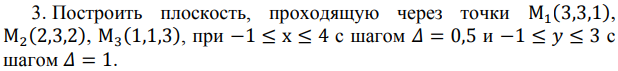 3. Построить плоскость, проходящую через точки M₁(3,3,1),
M₂(2,3,2), M₃(1,1,3), при −1 ≤ x ≤ 4 с шагом Δ = 0,5 и −1 ≤ y ≤ 3 с
шагом Δ = 1.